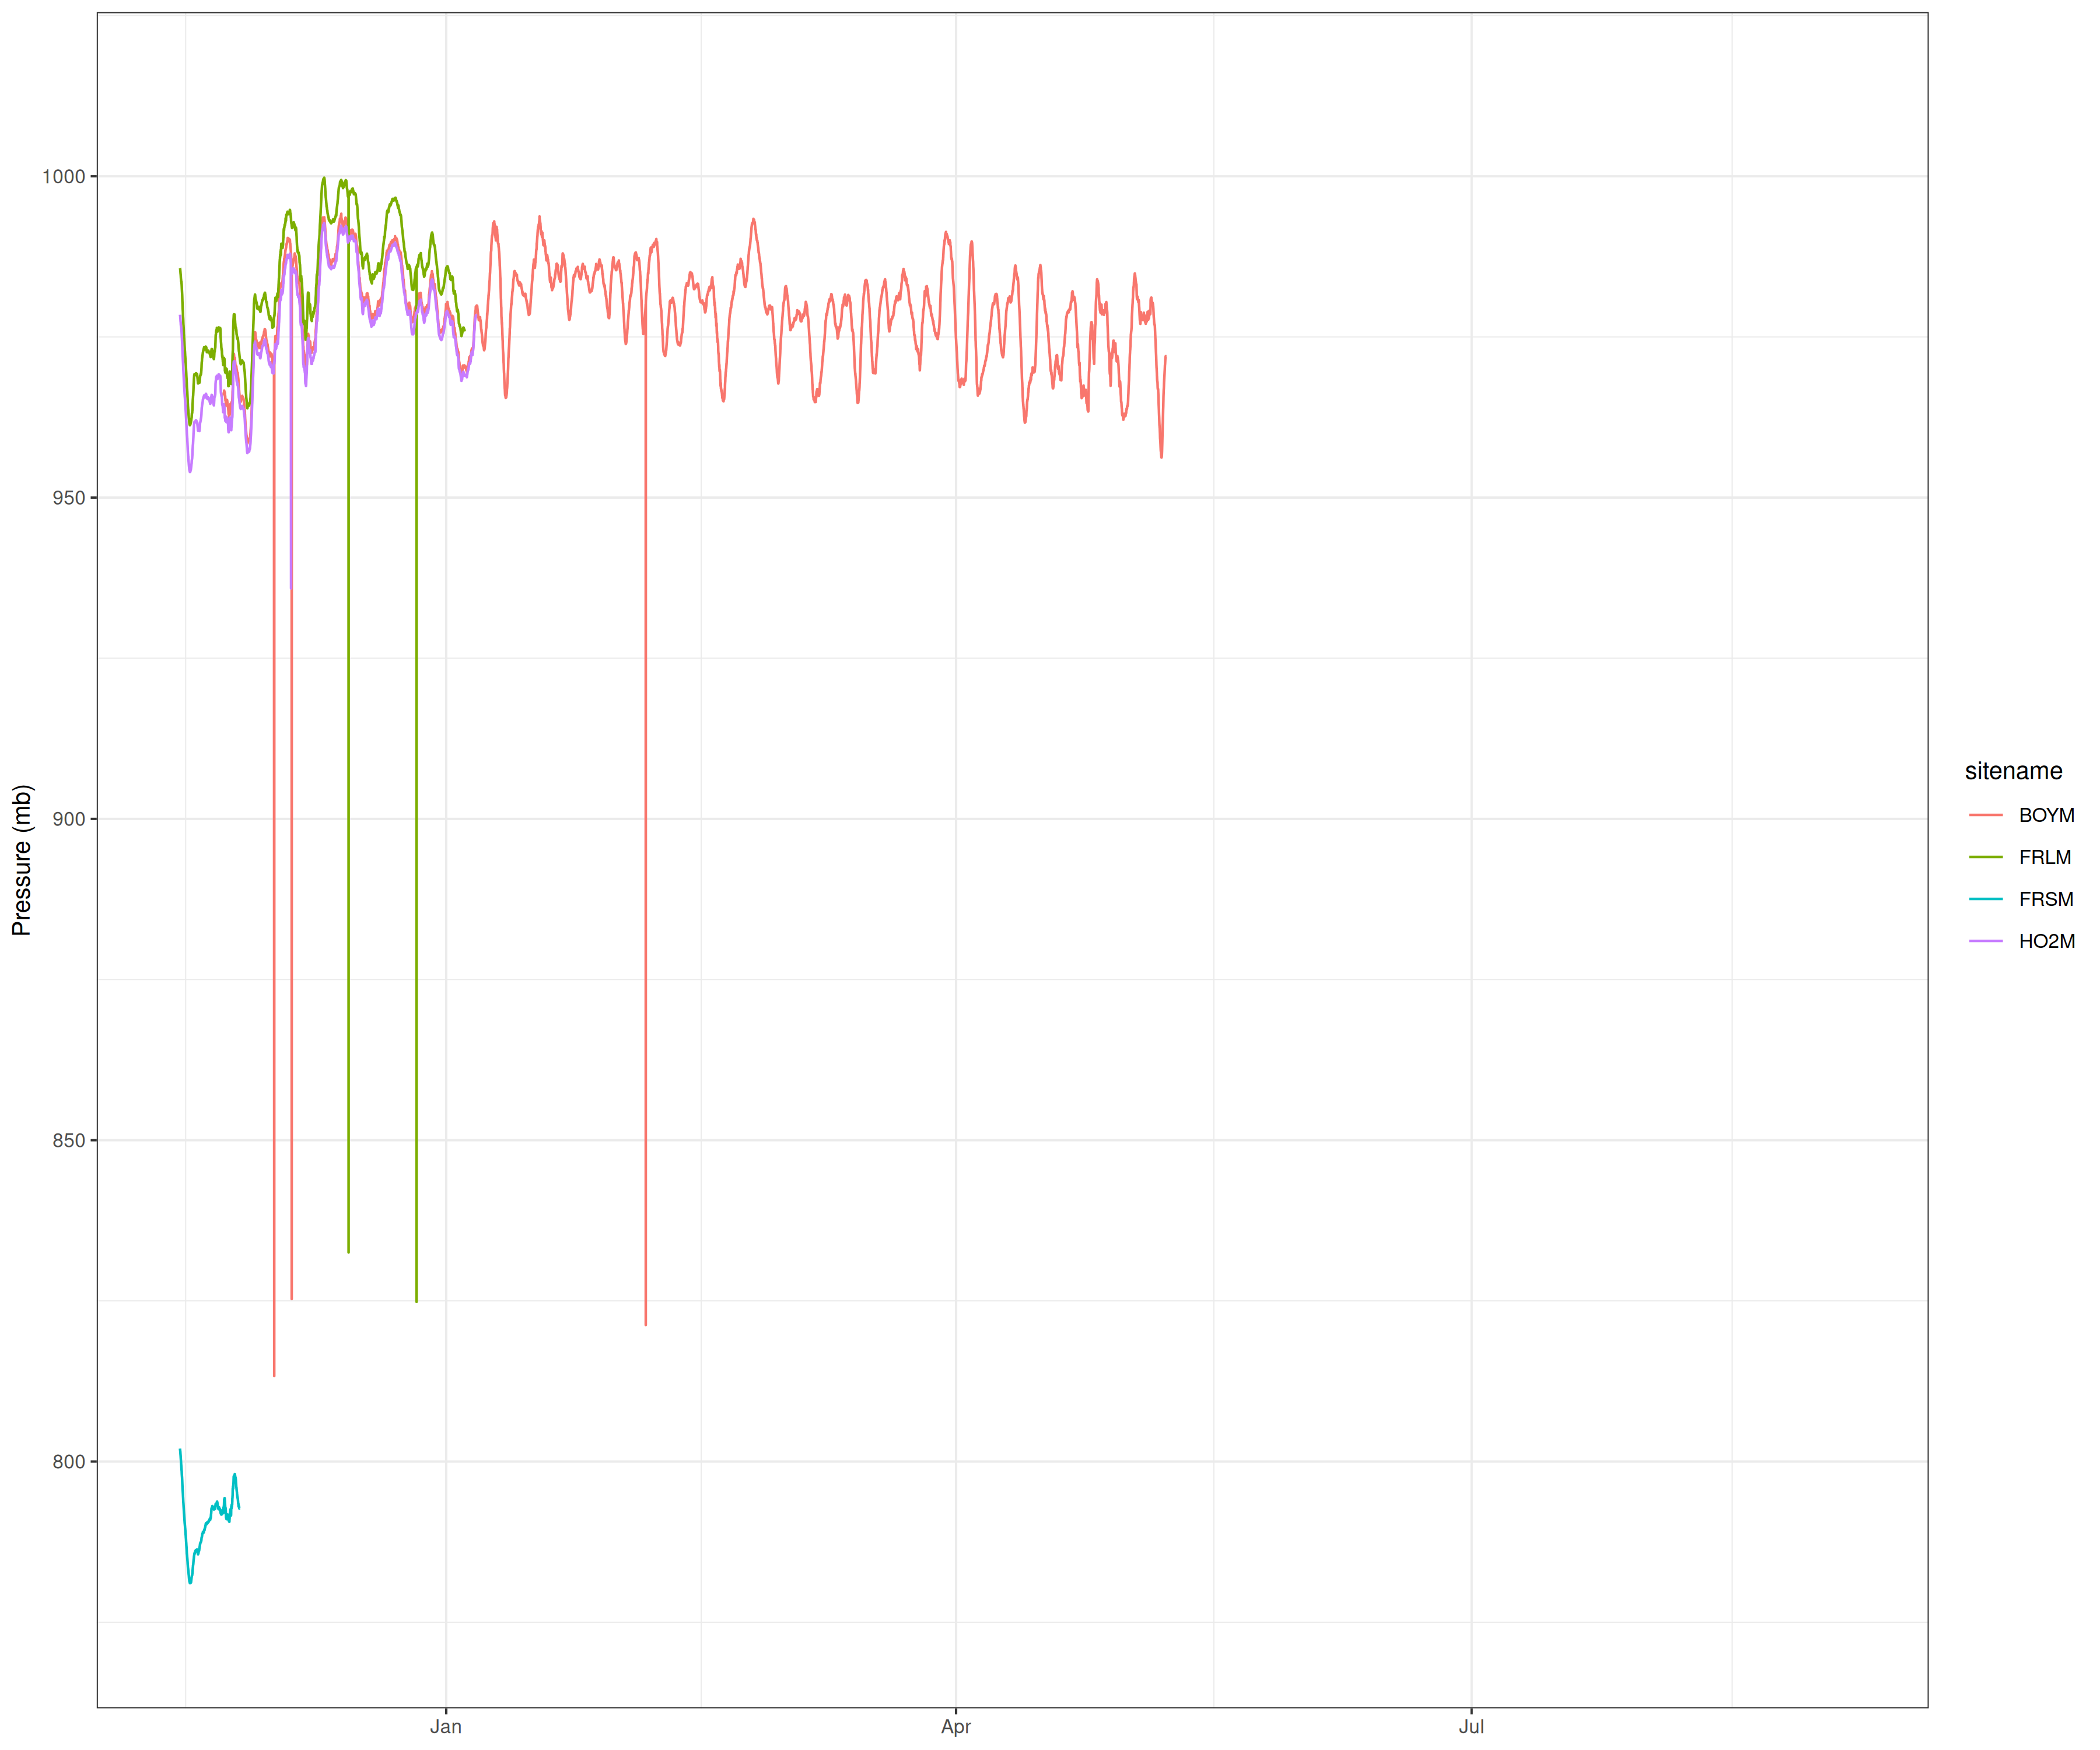 Pressure (mb)
1000
950
900
850
800
Jan
Apr
Jul
sitename
BOYM
FRLM
FRSM
HO2M